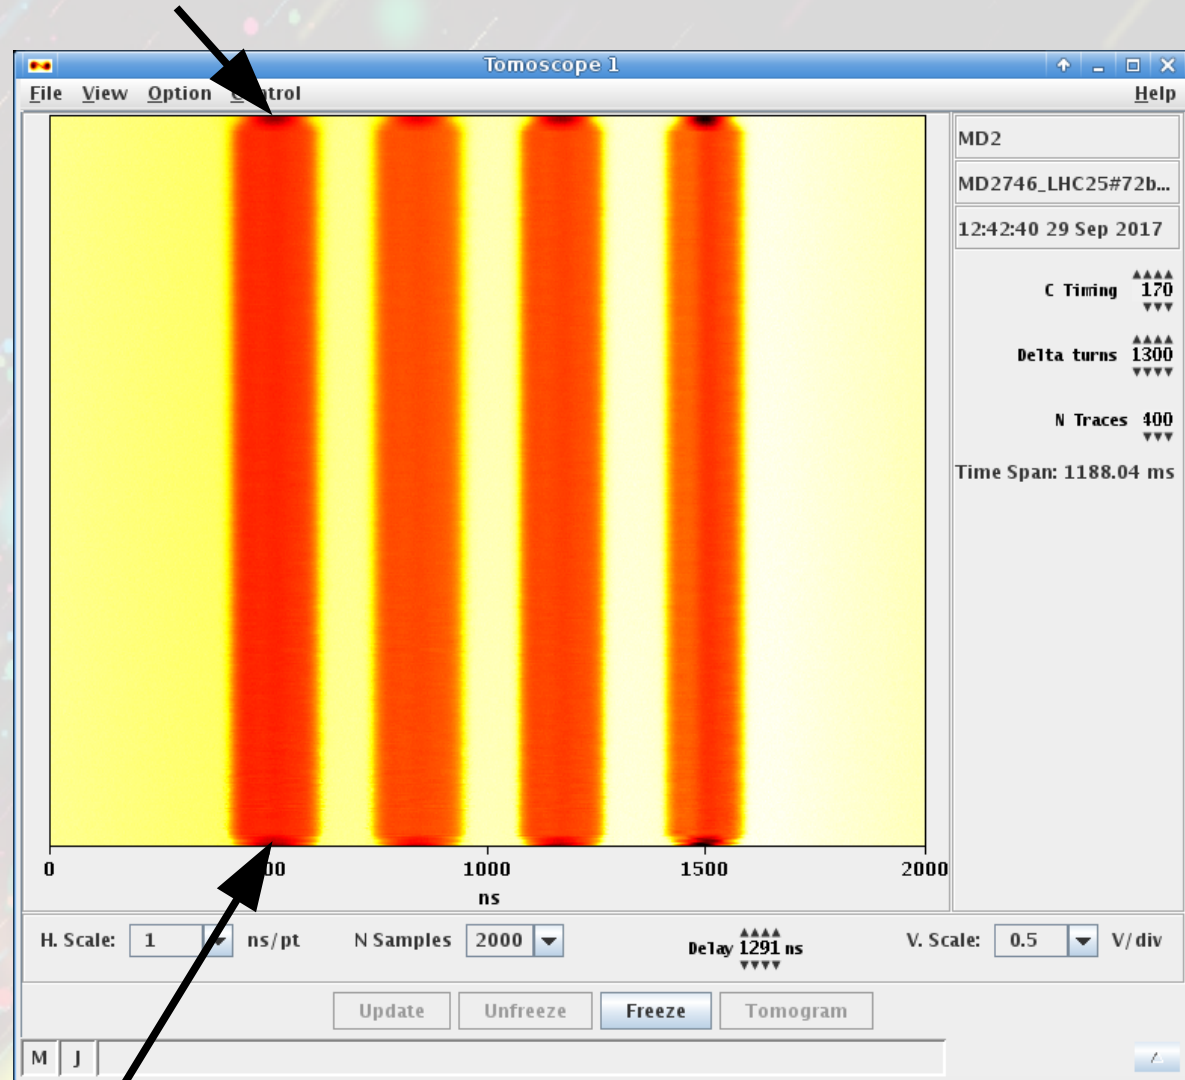 Tomoscope 1
File View Option Control Help
MD2
MD2746_LHC25#72b...
12:42:40 29 Sep 2017
C Timing 170
Delta turns 1300
N Traces 400
Time Span: 1188.04 ms
0 1000 1500 2000
ns
H. Scale: 1 ns/pt N Samples 2000 Delay 1291 ns V. Scale: 0.5 V/div
Update Unfreeze Freeze Tomogram
M J